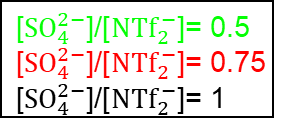 [SO₄²⁻]/[NTf₂⁻]= 0.5
[SO₄²⁻]/[NTf₂⁻]= 0.75
[SO₄²⁻]/[NTf₂⁻]= 1